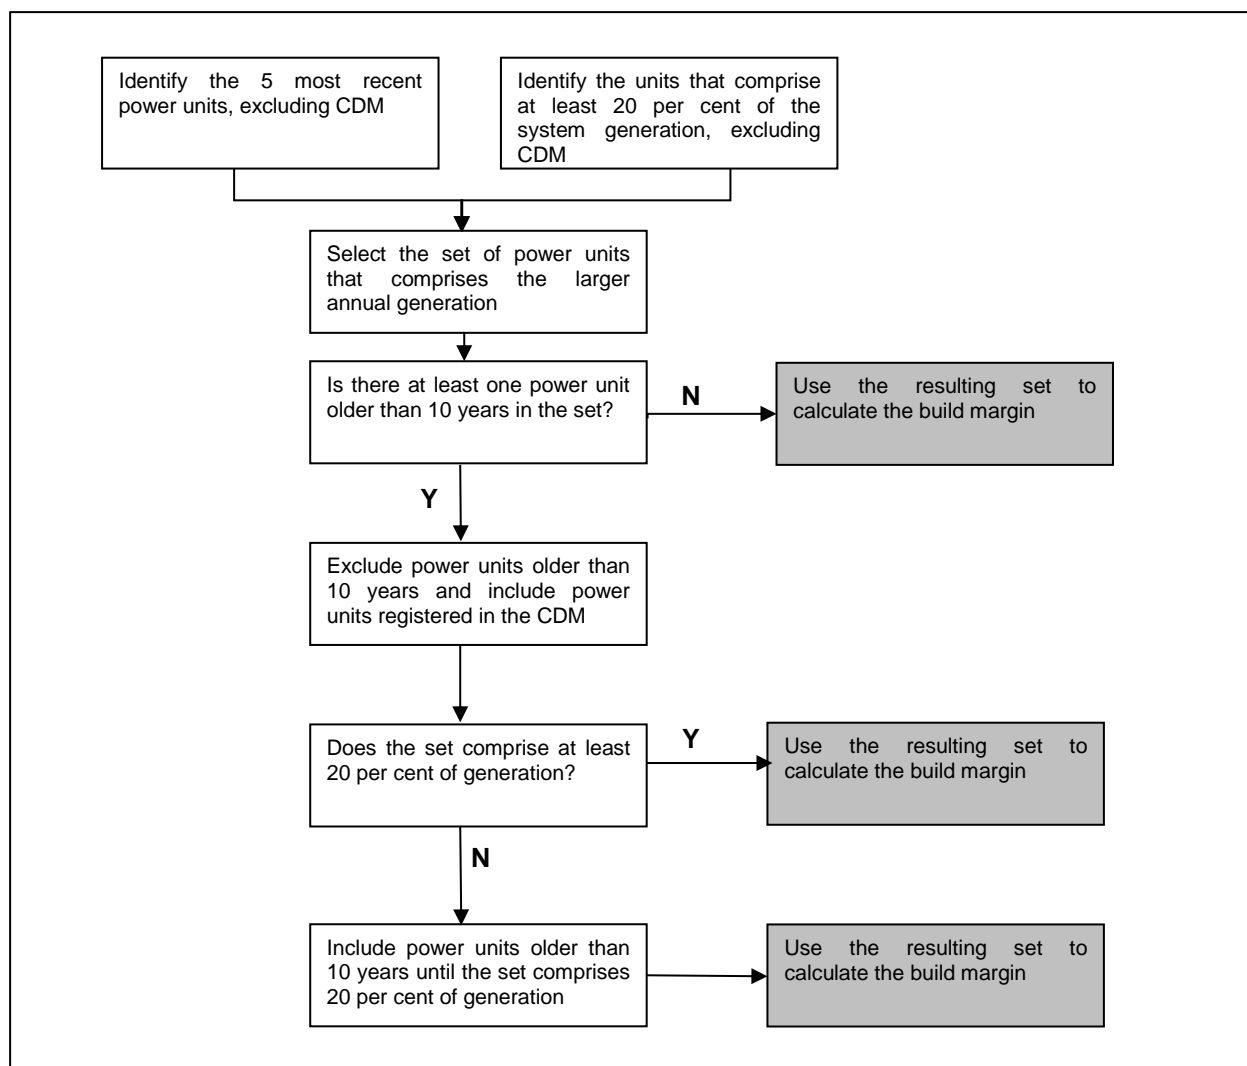 Identify the 5 most recent
power units, excluding CDM
Identify the units that comprise
at least 20 per cent of the
system generation, excluding
CDM
Select the set of power units
that comprises the larger
annual generation
Is there at least one power unit
older than 10 years in the set?
N
Use the resulting set to
calculate the build margin
Y
Exclude power units older than
10 years and include power
units registered in the CDM
Does the set comprise at least
20 per cent of generation?
Y
Use the resulting set to
calculate the build margin
N
Include power units older than
10 years until the set comprises
20 per cent of generation
Use the resulting set to
calculate the build margin